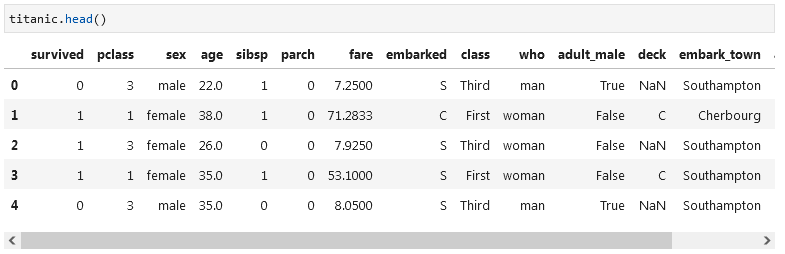 titanic.head()
survived pclass sex age sibsp parch fare embarked class who adult_male deck embark_town
0 0 3 male 22.0 1 0 7.2500 S Third man True NaN Southampton
1 1 1 female 38.0 1 0 71.2833 C First woman False C Cherbourg
2 1 3 female 26.0 0 0 7.9250 S Third woman False NaN Southampton
3 1 1 female 35.0 1 0 53.1000 S First woman False C Southampton
4 0 3 male 35.0 0 0 8.0500 S Third man True NaN Southampton